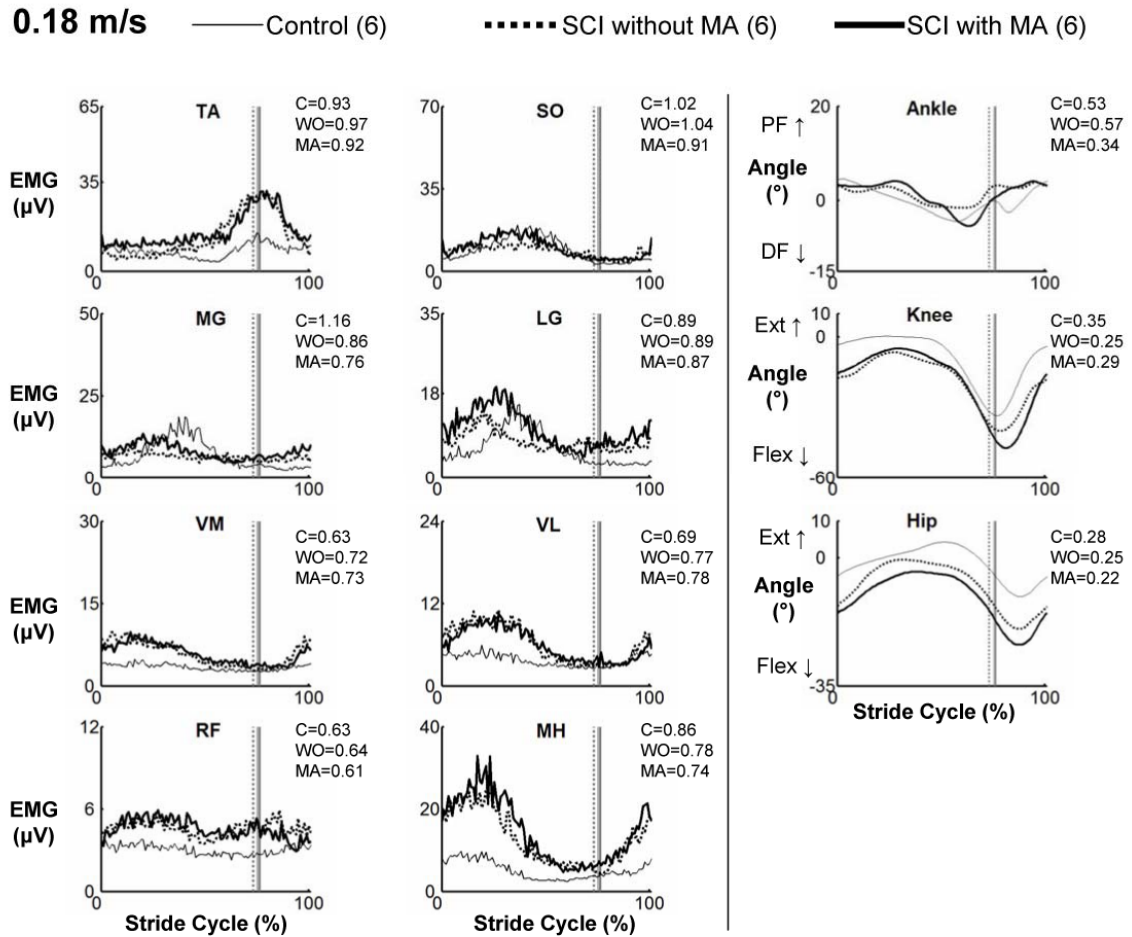 0.18 m/s Control (6) SCI without MA (6) SCI with MA (6)
TA
65
35
0
0
100
EMG
(µV)
C=0.93
WO=0.97
MA=0.92
SO
70
35
0
0
100
C=1.02
WO=1.04
MA=0.91
Ankle
20
0
-15
PF ↑
Angle
(°)
DF ↓
0
100
C=0.53
WO=0.57
MA=0.34
MG
50
25
0
0
100
EMG
(µV)
C=1.16
WO=0.86
MA=0.76
LG
35
18
0
0
100
C=0.89
WO=0.89
MA=0.87
Knee
10
0
-60
Ext ↑
Angle
(°)
Flex ↓
0
100
C=0.35
WO=0.25
MA=0.29
VM
30
15
0
0
100
EMG
(µV)
C=0.63
WO=0.72
MA=0.73
VL
24
12
0
0
100
C=0.69
WO=0.77
MA=0.78
Hip
10
0
-35
Ext ↑
Angle
(°)
Flex ↓
0
100
Stride Cycle (%)
C=0.28
WO=0.25
MA=0.22
RF
12
6
0
0
100
EMG
(µV)
Stride Cycle (%)
C=0.63
WO=0.64
MA=0.61
MH
40
20
0
0
100
Stride Cycle (%)
C=0.86
WO=0.78
MA=0.74